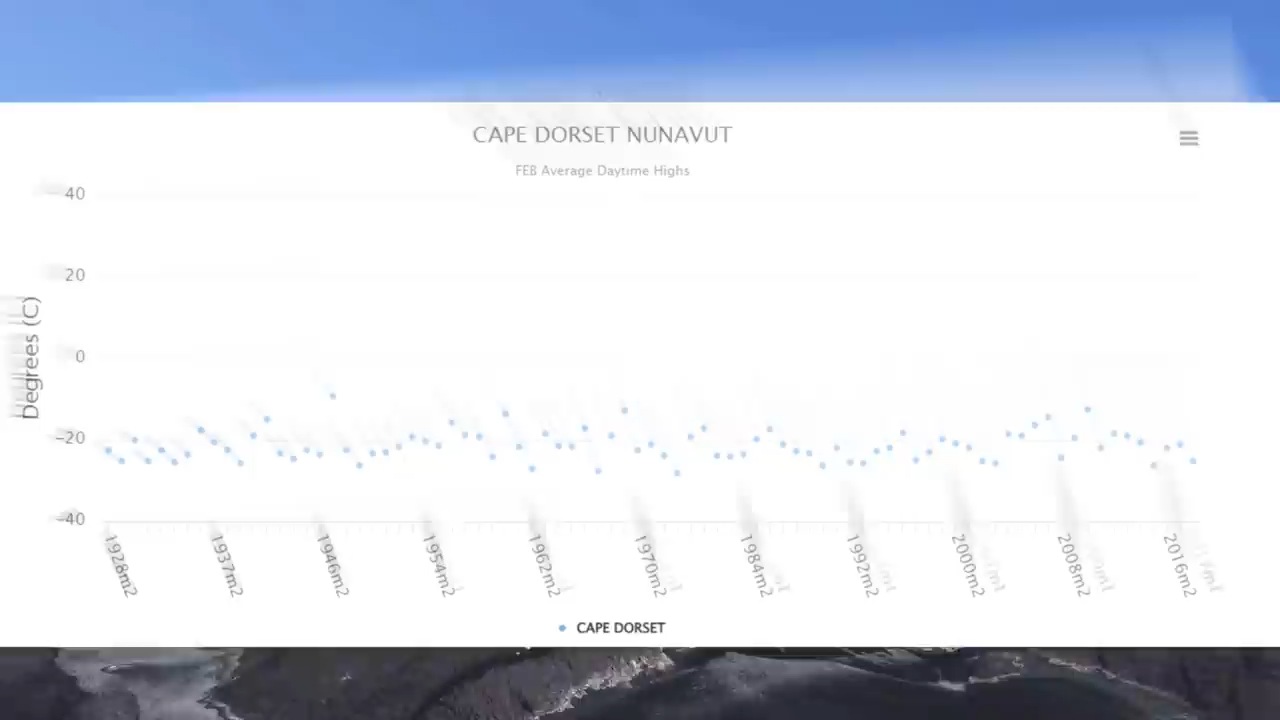 CAPE DORSET NUNAVUT
FEB Average Daytime Highs
Degrees (C)
40
20
0
-20
-40
1928m2
1937m2
1946m2
1954m2
1962m2
1970m2
1984m2
1992m2
2000m2
2008m2
2016m2
CAPE DORSET